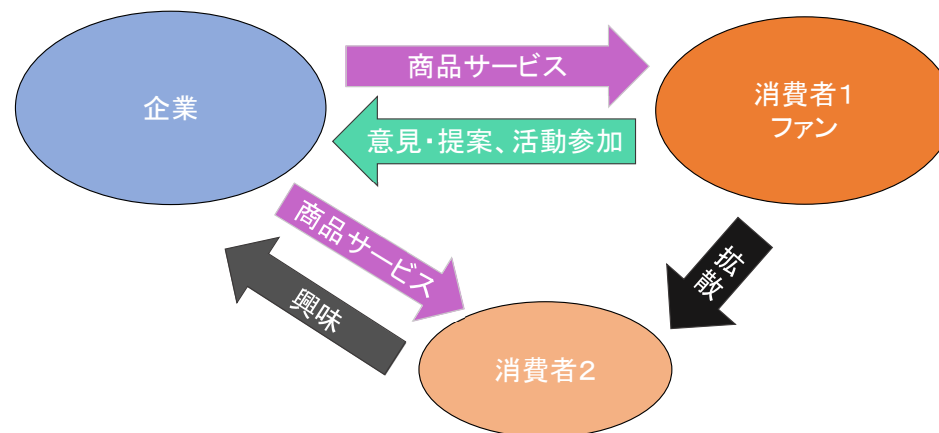 企業
商品サービス
消費者1
ファン
意見・提案、活動参加
商品サービス
拡散
興味
消費者2